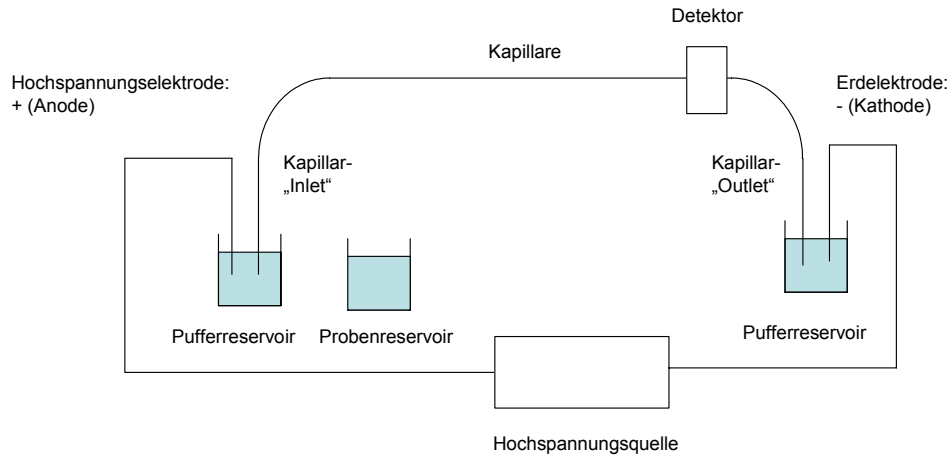 Detektor
Kapillare
Hochspannungselektrode:
+ (Anode)
Erdelektrode:
- (Kathode)
Kapillar-
„Inlet“
Kapillar-
„Outlet“
Pufferreservoir
Probenreservoir
Pufferreservoir
Hochspannungsquelle